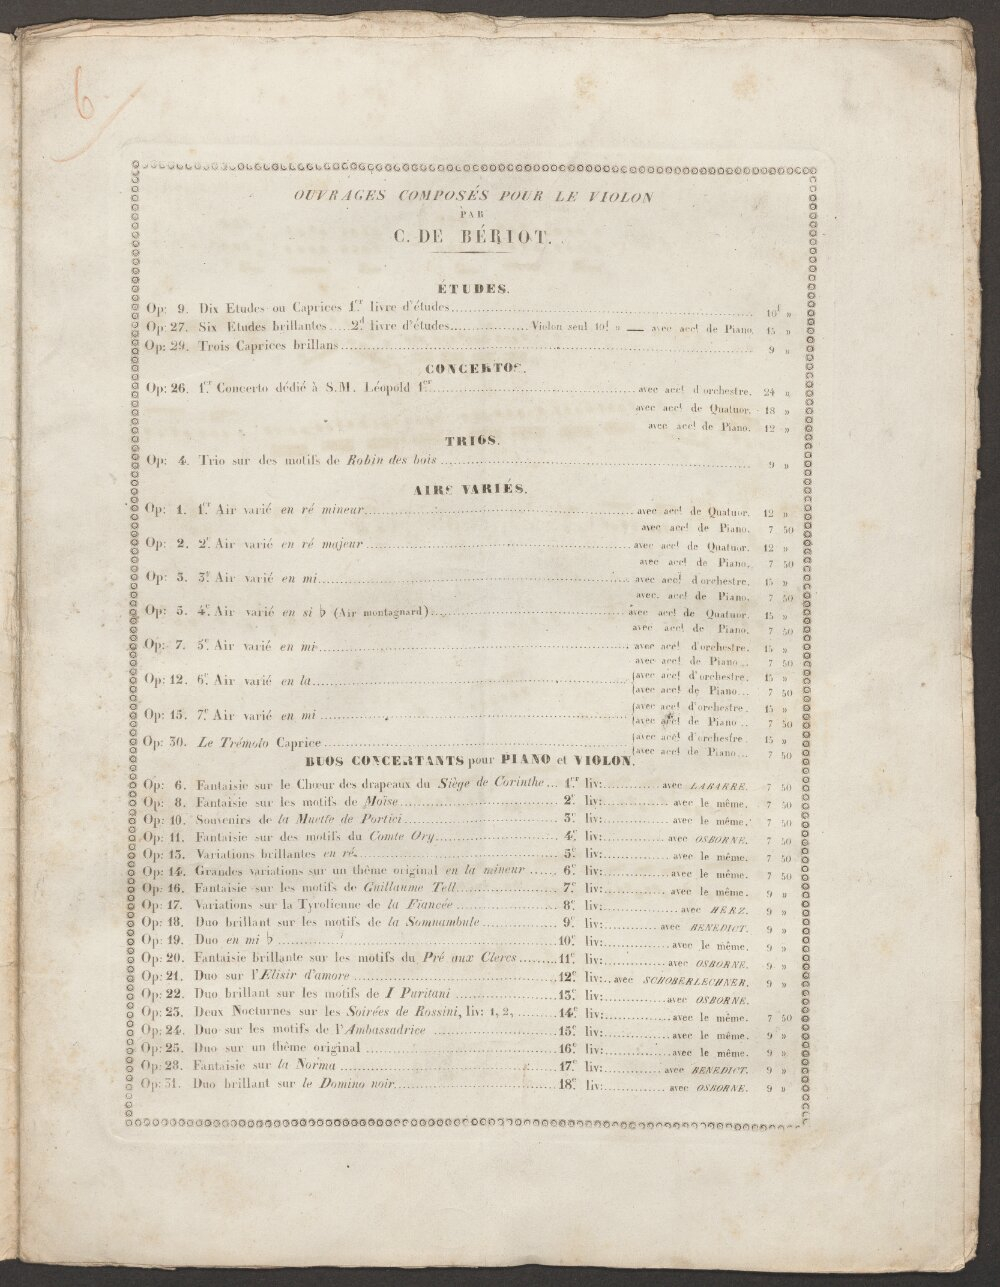 6
OUVRAGES COMPOSÉS POUR LE VIOLON
PAR
C. DE BÉRIOT.
ÉTUDES.
Op: 9. Dix Etudes ou Caprices 1er livre d'études 10f »
Op: 27. Six Etudes brillantes .... 2d livre d'études Violon seul 10f » — avec acct de Piano. 15 »
Op: 29. Trois Caprices brillans 9 »
CONCERTOS.
Op: 26. 1er Concerto dédié à S.M. Léopold 1er avec acct d'orchestre. 24 »
avec acct de Quatuor. 18 »
avec acct de Piano. 12 »
TRIOS.
Op: 4. Trio sur des motifs de Robin des bois 9 »
AIRS VARIÉS.
Op: 1. 1er Air varié en ré mineur avec acct de Quatuor. 12 »
avec acct de Piano. 7 50
Op: 2. 2e Air varié en ré majeur avec acct de Quatuor. 12 »
avec acct de Piano. 7 50
Op: 3. 3e Air varié en mi avec acct d'orchestre. 15 »
avec. acct de Piano. 7 50
Op: 5. 4e Air varié en si ♭ (Air montagnard) avec acct de Quatuor. 15 »
avec acct de Piano. 7 50
Op: 7. 5e Air varié en mi avec acct d'orchestre. 15 »
avec acct de Piano... 7 50
Op: 12. 6e Air varié en la avec acct d'orchestre. 15 »
avec acct de Piano... 7 50
Op: 15. 7e Air varié en mi avec acct d'orchestre. 15 »
avec acct de Piano.. 7 50
Op: 30. Le Trémolo Caprice avec acct d'orchestre. 15 »
avec acct de Piano... 7 50
DUOS CONCERTANTS pour PIANO et VIOLON.
Op: 6. Fantaisie sur le Chœur des drapeaux du Siège de Corinthe... 1er liv: avec LABARRE. 7 50
Op: 8. Fantaisie sur les motifs de Moïse 2e liv: avec le même. 7 50
Op: 10. Souvenirs de la Muette de Portici 3e liv: avec le même. 7 50
Op: 11. Fantaisie sur des motifs du Comte Ory 4e liv: avec OSBORNE. 7 50
Op: 13. Variations brillantes en ré 5e liv: avec le même. 7 50
Op: 14. Grandes variations sur un thême original en la mineur 6e liv: avec le même. 7 50
Op: 16. Fantaisie sur les motifs de Guillaume Tell 7e liv: avec le même. 9 »
Op: 17. Variations sur la Tyrolienne de la Fiancée 8e liv: avec HERZ. 9 »
Op: 18. Duo brillant sur les motifs de la Somnambule 9e liv: avec BENEDICT. 9 »
Op: 19. Duo en mi ♭ 10e liv: avec le même. 9 »
Op: 20. Fantaisie brillante sur les motifs du Pré aux Clercs 11e liv: avec OSBORNE. 9 »
Op: 21. Duo sur l'Elisir d'amore 12e liv: avec SCHOBERLECHNER. 9 »
Op: 22. Duo brillant sur les motifs de I Puritani 13e liv: avec OSBORNE.
Op: 23. Deux Nocturnes sur les Soirées de Rossini, liv: 1, 2, 14e liv: avec le même. 7 50
Op: 24. Duo sur les motifs de l'Ambassadrice 15e liv: avec le même. 9 »
Op: 25. Duo sur un thême original 16e liv: avec le même. 9 »
Op: 28. Fantaisie sur la Norma 17e liv: avec BENEDICT. 9 »
Op: 31. Duo brillant sur le Domino noir 18e liv: avec OSBORNE. 9 »